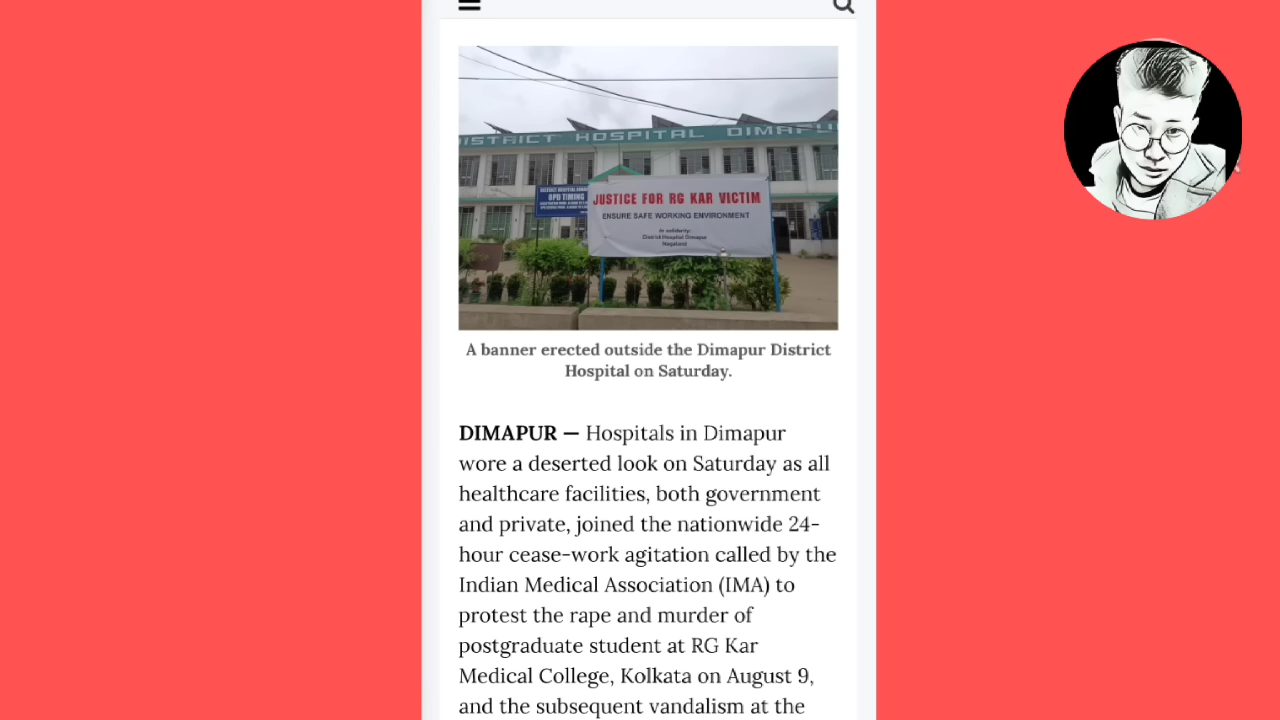 DISTRICT HOSPITAL DIMAPUR
OPD TIMING
JUSTICE FOR RG KAR VICTIM
ENSURE SAFE WORKING ENVIRONMENT
In solidarity:
District Hospital Dimapur
Nagaland
A banner erected outside the Dimapur District
Hospital on Saturday.
DIMAPUR — Hospitals in Dimapur
wore a deserted look on Saturday as all
healthcare facilities, both government
and private, joined the nationwide 24-
hour cease-work agitation called by the
Indian Medical Association (IMA) to
protest the rape and murder of
postgraduate student at RG Kar
Medical College, Kolkata on August 9,
and the subsequent vandalism at the